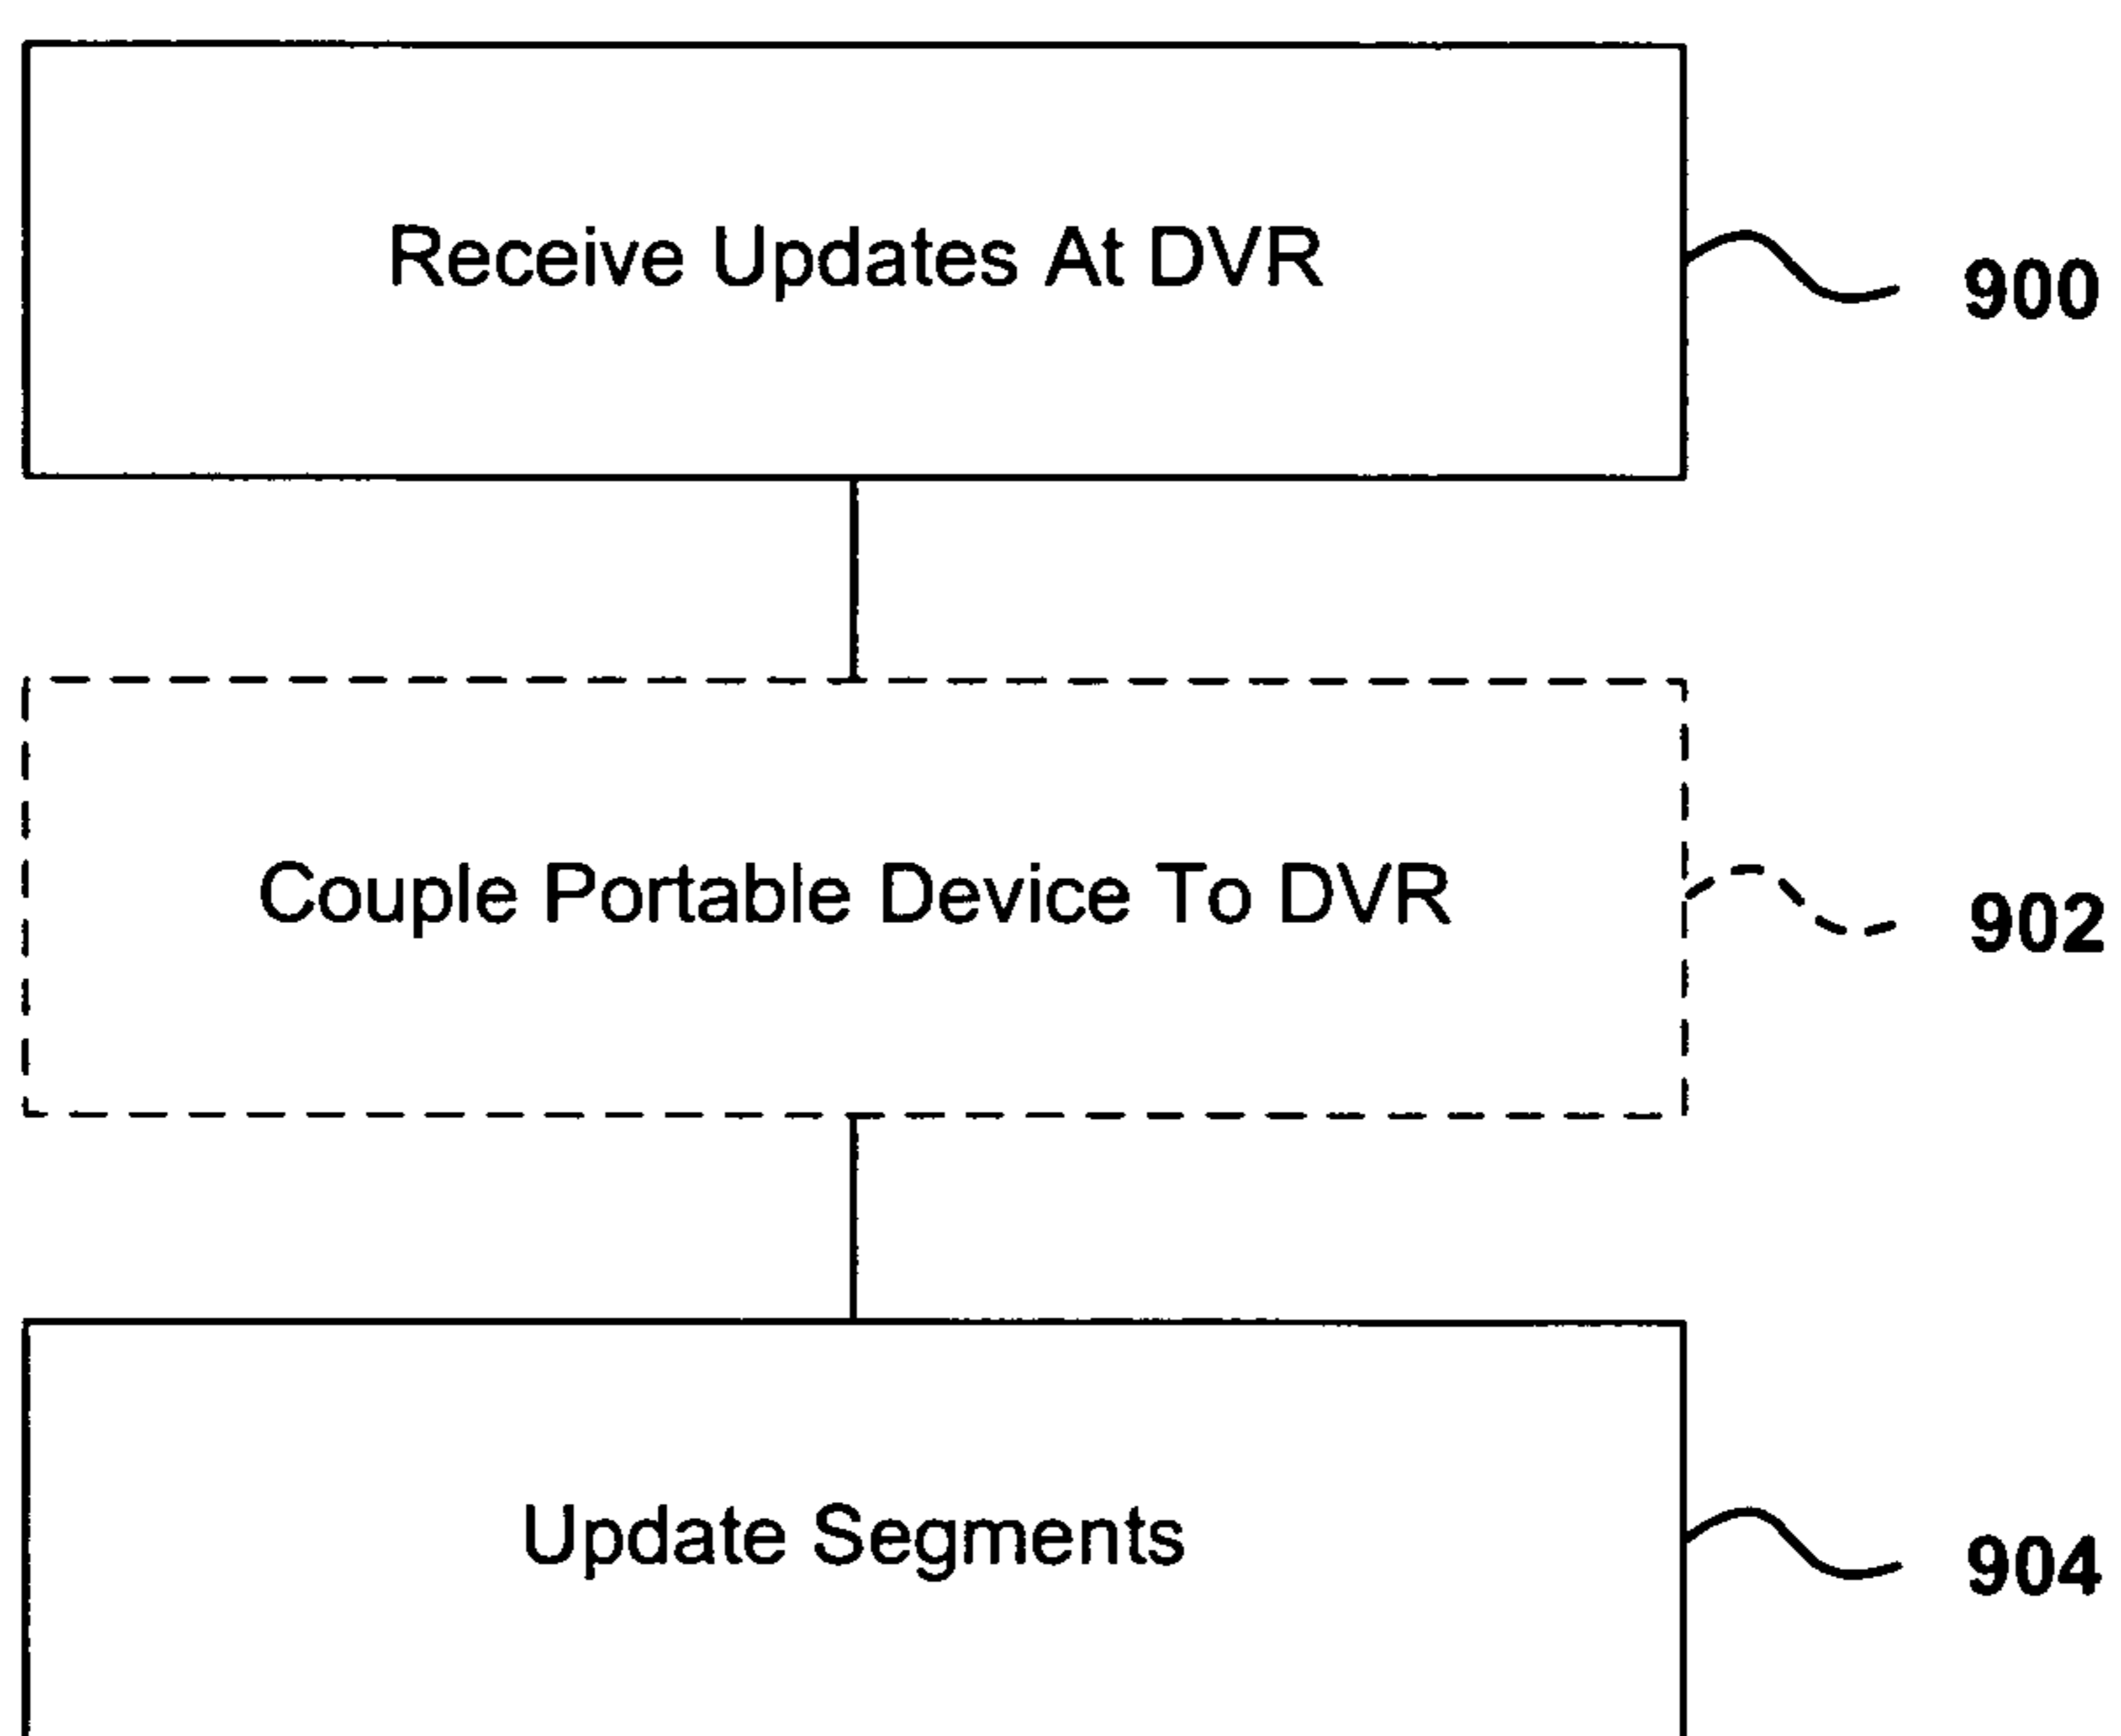 Receive Updates At DVR
900
Couple Portable Device To DVR
902
Update Segments
904